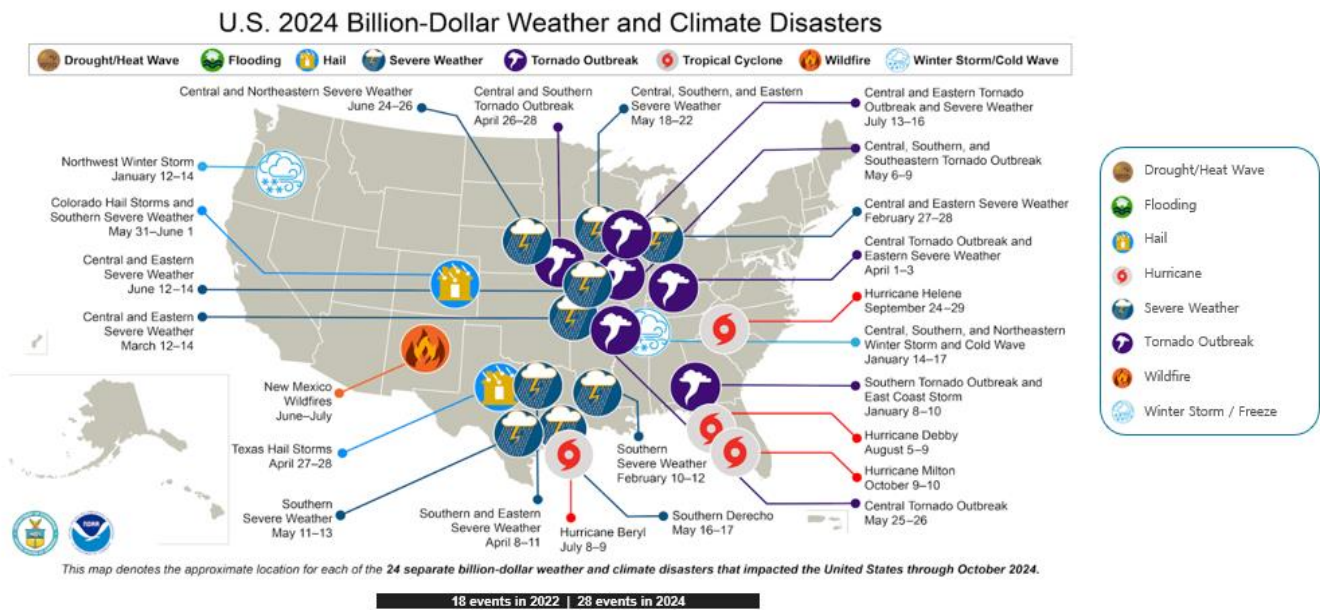 U.S. 2024 Billion-Dollar Weather and Climate Disasters
Drought/Heat Wave
Flooding
Hail
Severe Weather
Tornado Outbreak
Tropical Cyclone
Wildfire
Winter Storm/Cold Wave
Central and Northeastern Severe Weather
June 24–26
Central and Southern
Tornado Outbreak
April 26–28
Central, Southern, and Eastern
Severe Weather
May 18–22
Central and Eastern Tornado
Outbreak and Severe Weather
July 13–16
Northwest Winter Storm
January 12–14
Central, Southern, and
Southeastern Tornado Outbreak
May 6–9
Colorado Hail Storms and
Southern Severe Weather
May 31–June 1
Central and Eastern Severe Weather
February 27–28
Central and Eastern
Severe Weather
June 12–14
Central Tornado Outbreak and
Eastern Severe Weather
April 1–3
Central and Eastern
Severe Weather
March 12–14
Hurricane Helene
September 24–29
Central, Southern, and Northeastern
Winter Storm and Cold Wave
January 14–17
New Mexico
Wildfires
June–July
Southern Tornado Outbreak and
East Coast Storm
January 8–10
Texas Hail Storms
April 27–28
Southern
Severe Weather
February 10–12
Hurricane Debby
August 5–9
Hurricane Milton
October 9–10
Southern
Severe Weather
May 11–13
Southern and Eastern
Severe Weather
April 8–11
Hurricane Beryl
July 8–9
Southern Derecho
May 16–17
Central Tornado Outbreak
May 25–26
NOAA
This map denotes the approximate location for each of the 24 separate billion-dollar weather and climate disasters that impacted the United States through October 2024.
18 events in 2022 | 28 events in 2024
Drought/Heat Wave
Flooding
Hail
Hurricane
Severe Weather
Tornado Outbreak
Wildfire
Winter Storm / Freeze